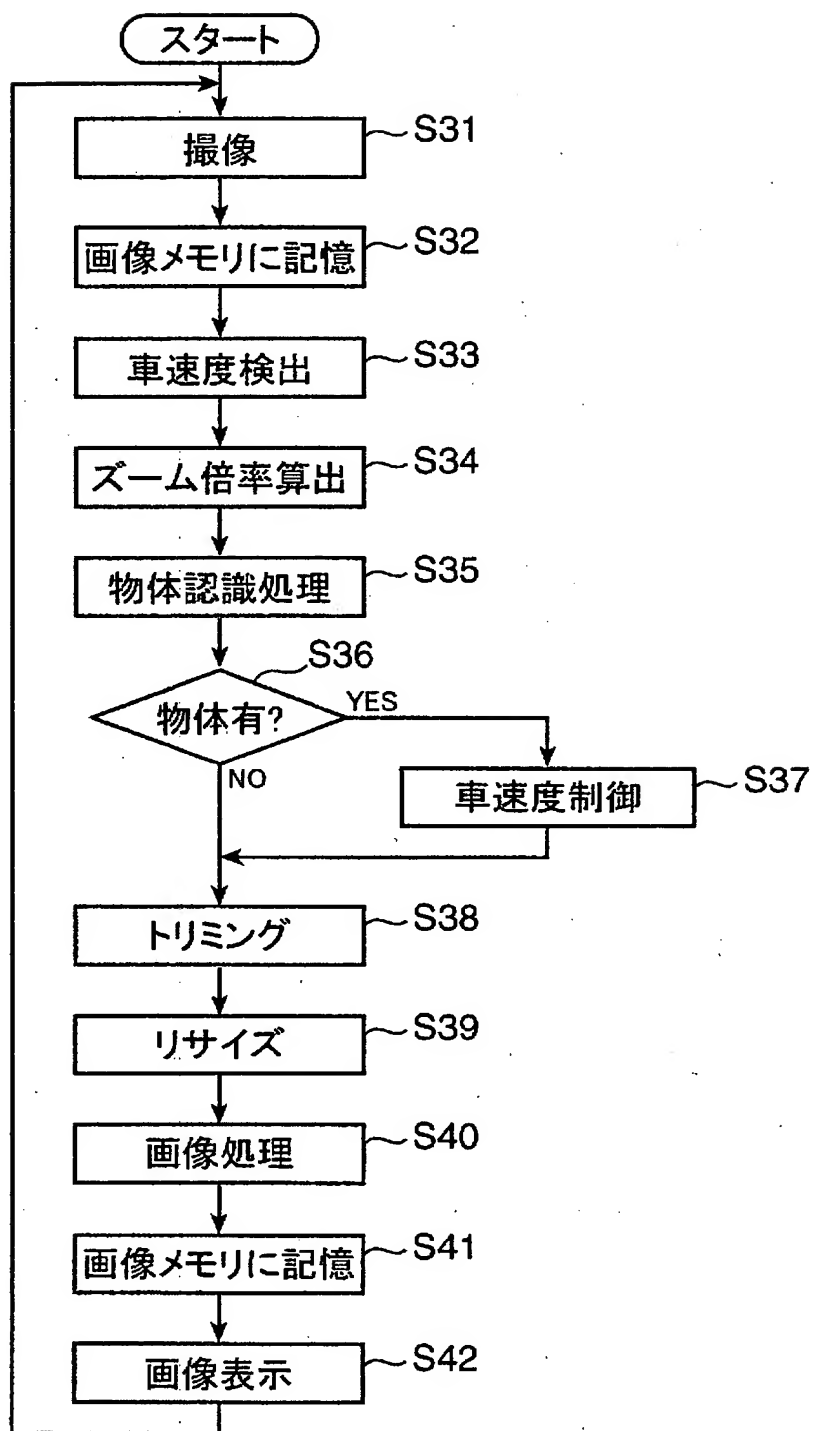 スタート
撮像 S31
画像メモリに記憶 S32
車速度検出 S33
ズーム倍率算出 S34
物体認識処理 S35
S36
物体有? YES
NO
車速度制御 S37
トリミング S38
リサイズ S39
画像処理 S40
画像メモリに記憶 S41
画像表示 S42